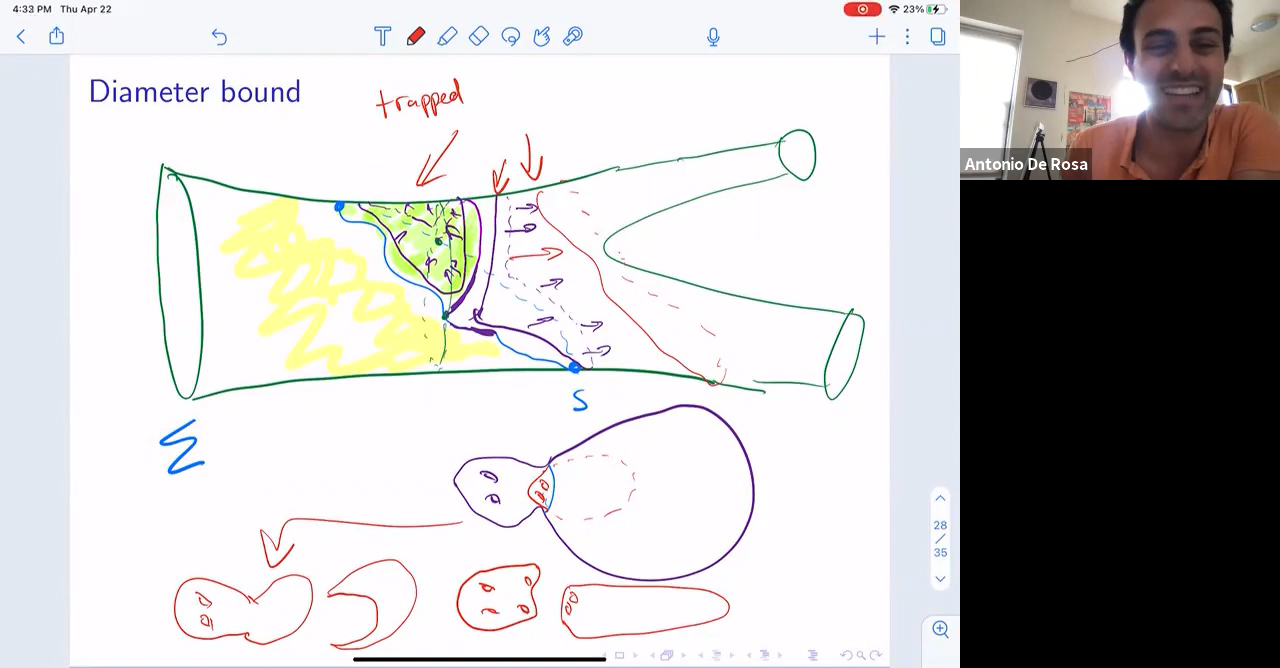 4:33 PM Thu Apr 22
23%
Diameter bound
trapped
Antonio De Rosa
S
Σ
28
/
35